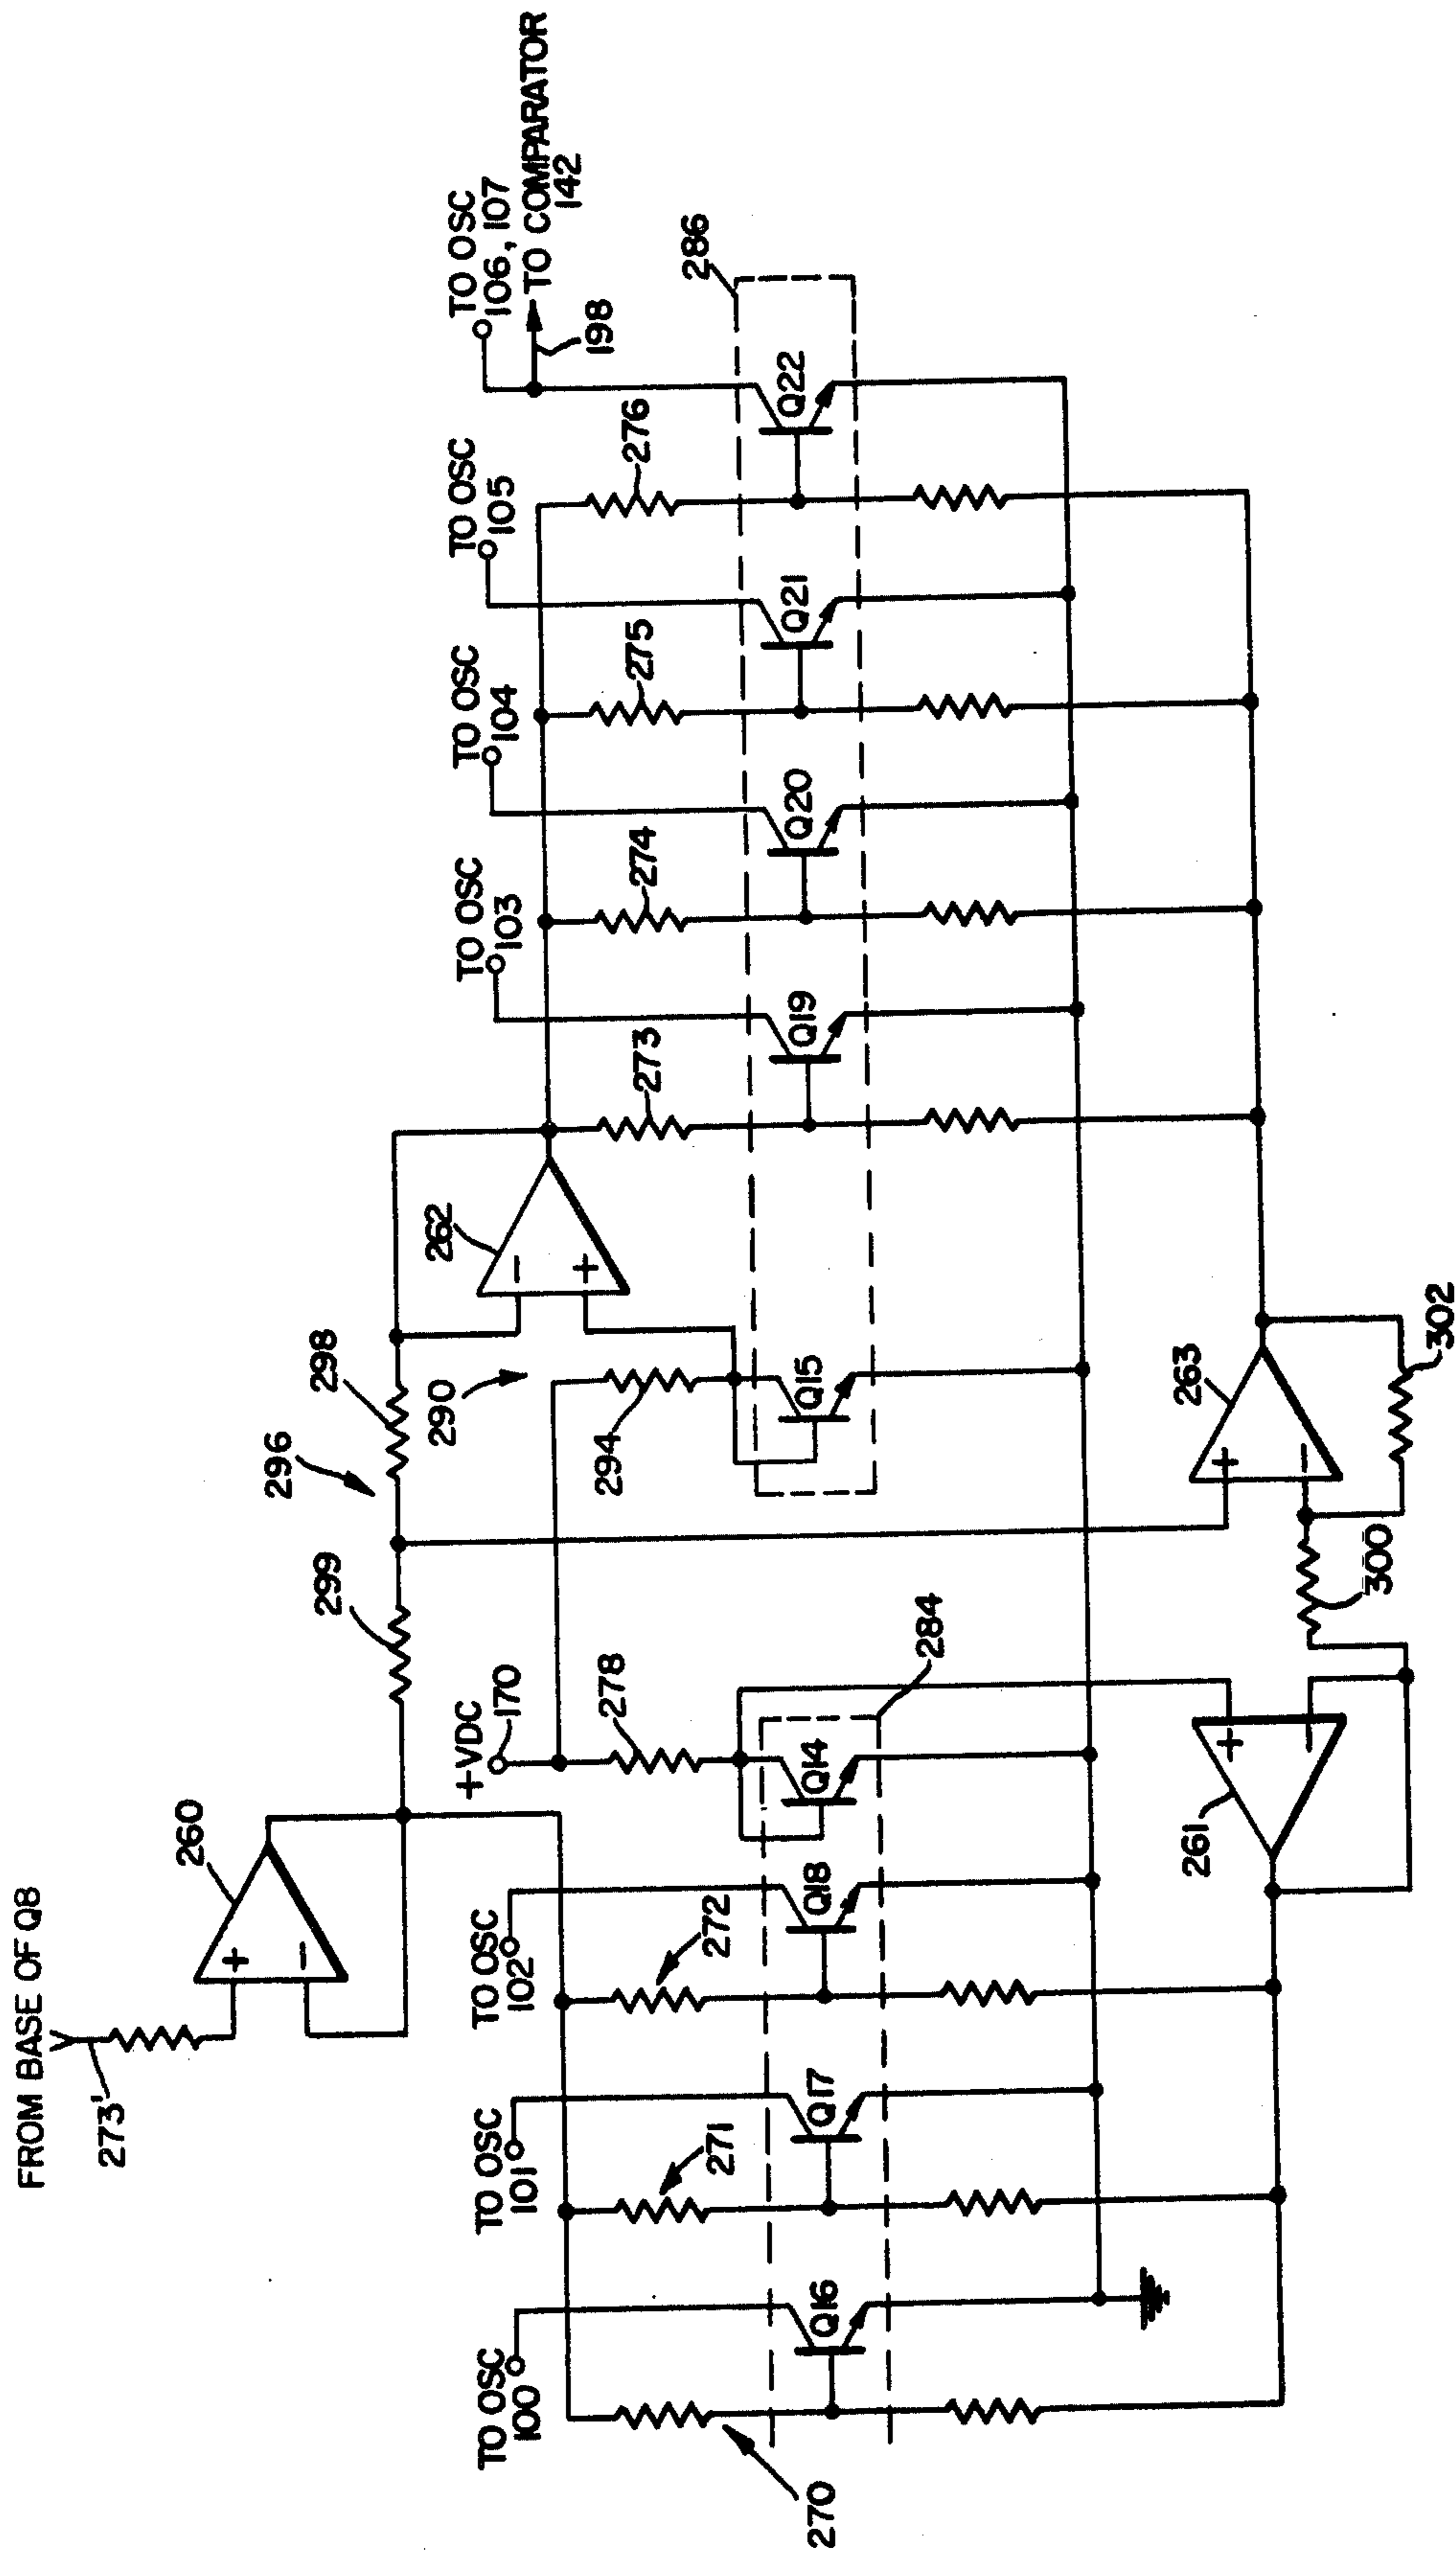 FROM BASE OF Q8
273'
260
299
296
298
290
262
+
−
−
+
+VDC
170
278
294
TO OSC
100
TO OSC
101
TO OSC
102
TO OSC
103
TO OSC
104
TO OSC
105
TO OSC
106, 107
TO COMPARATOR
142
198
270
271
272
273
274
275
276
Q16
Q17
Q18
Q14
284
Q15
Q19
Q20
Q21
Q22
286
261
+
−
263
+
−
300
302